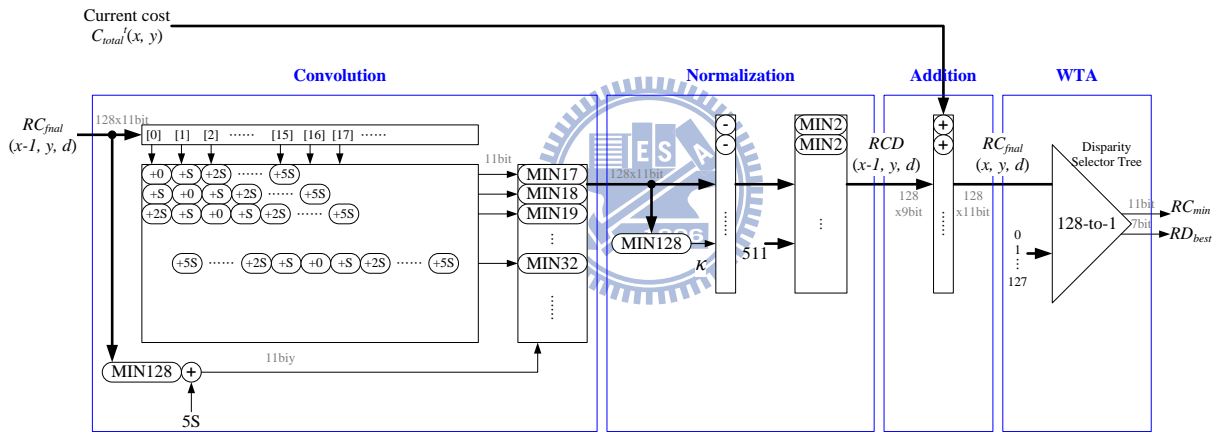 Current cost
C_total^t(x, y)
Convolution
Normalization
Addition
WTA
RC_fnal
(x-1, y, d)
128x11bit
[0] [1] [2] ...... [15] [16] [17] ......
+0 +S +2S ...... +5S
+S +0 +S +2S ...... +5S
+2S +S +0 +S +2S ...... +5S
+5S ...... +2S +S +0 +S +2S ...... +5S
11bit
MIN17
MIN18
MIN19
...
MIN32
......
MIN128
+
5S
11biy
128x11bit
MIN128
κ
-
-
......
511
MIN2
MIN2
...
RCD
(x-1, y, d)
128
x9bit
+
+
......
RC_fnal
(x, y, d)
128
x11bit
Disparity
Selector Tree
128-to-1
0
1
......
127
11bit
7bit
RC_min
RD_best
ES A
1896